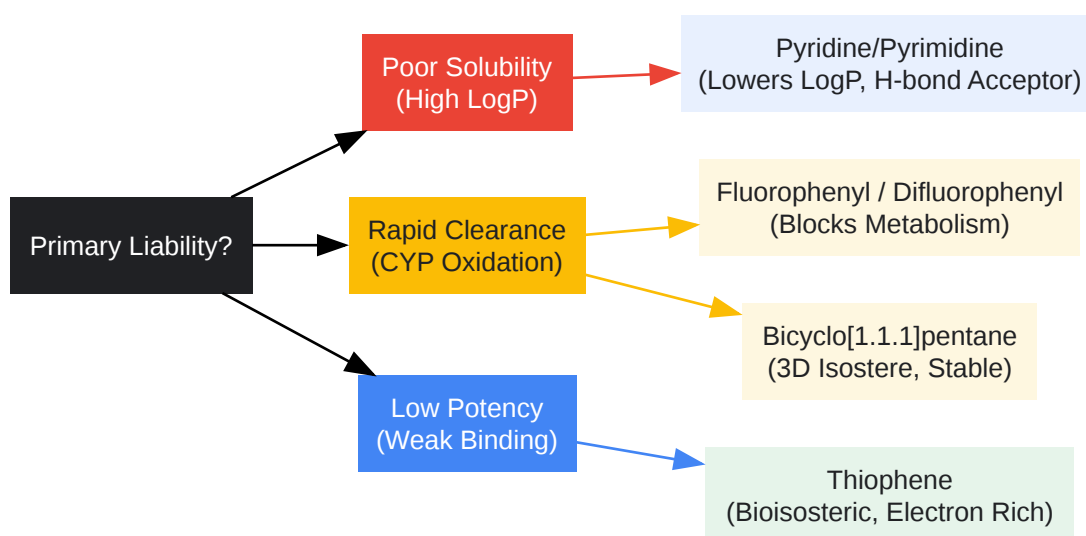 Primary Liability?
Poor Solubility
(High LogP)
Pyridine/Pyrimidine
(Lowers LogP, H-bond Acceptor)
Rapid Clearance
(CYP Oxidation)
Fluorophenyl / Difluorophenyl
(Blocks Metabolism)
Bicyclo[1.1.1]pentane
(3D Isostere, Stable)
Low Potency
(Weak Binding)
Thiophene
(Bioisosteric, Electron Rich)